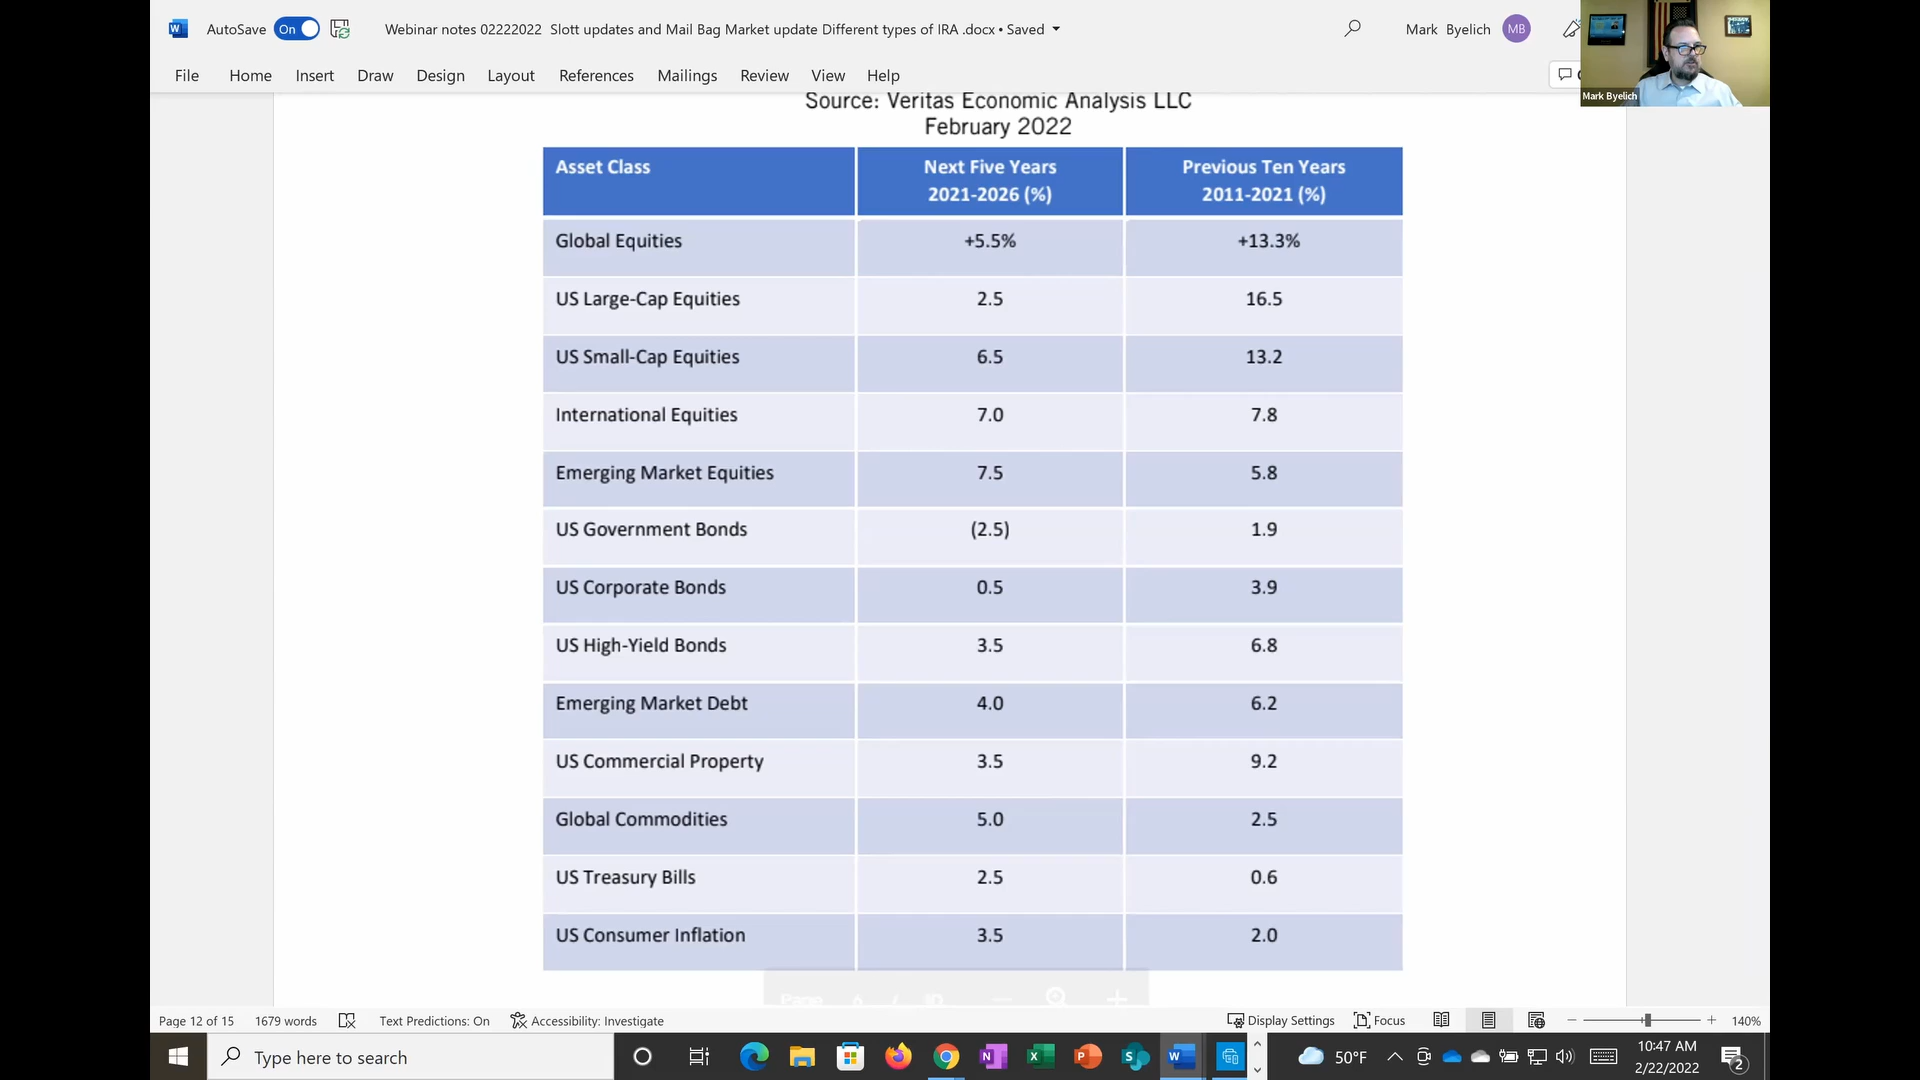 AutoSave On Webinar notes 02222022 Slott updates and Mail Bag Market update Different types of IRA .docx • Saved Mark Byelich MB
File Home Insert Draw Design Layout References Mailings Review View Help
Mark Byelich
Source: Veritas Economic Analysis LLC
February 2022
Asset Class Next Five Years Previous Ten Years
2021-2026 (%) 2011-2021 (%)
Global Equities +5.5% +13.3%
US Large-Cap Equities 2.5 16.5
US Small-Cap Equities 6.5 13.2
International Equities 7.0 7.8
Emerging Market Equities 7.5 5.8
US Government Bonds (2.5) 1.9
US Corporate Bonds 0.5 3.9
US High-Yield Bonds 3.5 6.8
Emerging Market Debt 4.0 6.2
US Commercial Property 3.5 9.2
Global Commodities 5.0 2.5
US Treasury Bills 2.5 0.6
US Consumer Inflation 3.5 2.0
Page 12 of 15 1679 words Text Predictions: On Accessibility: Investigate Display Settings Focus 140%
Type here to search 50°F 10:47 AM
2/22/2022 2